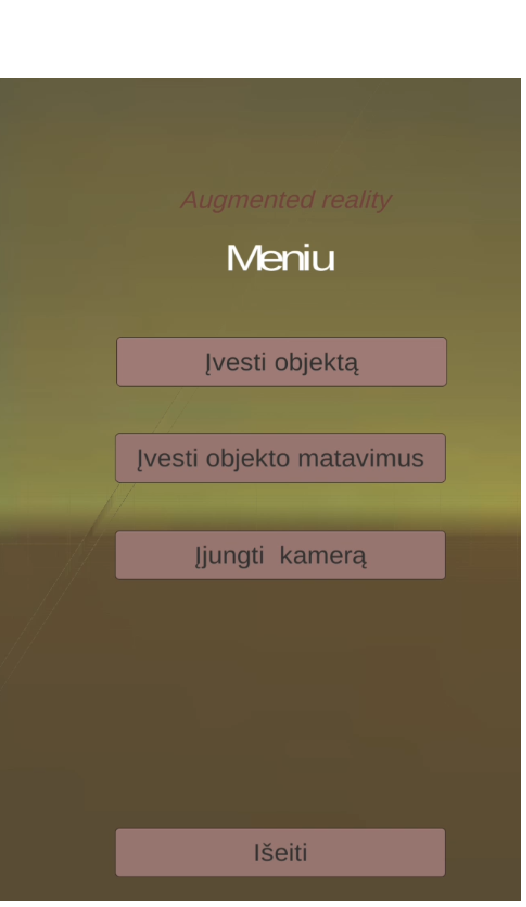 Augmented reality
Meniu
Įvesti objektą
Įvesti objekto matavimus
Įjungti kamerą
Išeiti